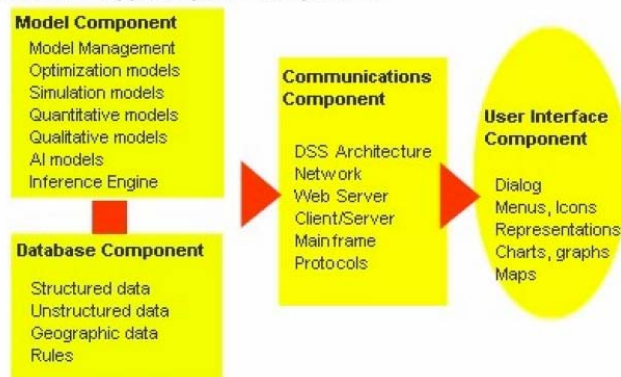 Model Component
Model Management
Optimization models
Simulation models
Quantitative models
Qualitative models
AI models
Inference Engine
Database Component
Structured data
Unstructured data
Geographic data
Rules
Communications
Component
DSS Architecture
Network
Web Server
Client/Server
Mainframe
Protocols
User Interface
Component
Dialog
Menus, Icons
Representations
Charts, graphs
Maps